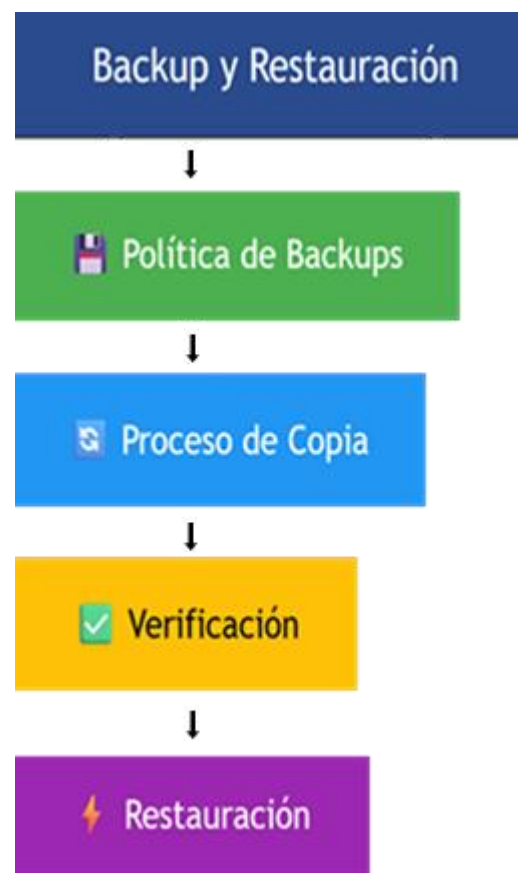 Backup y Restauración
Política de Backups
Proceso de Copia
Verificación
Restauración